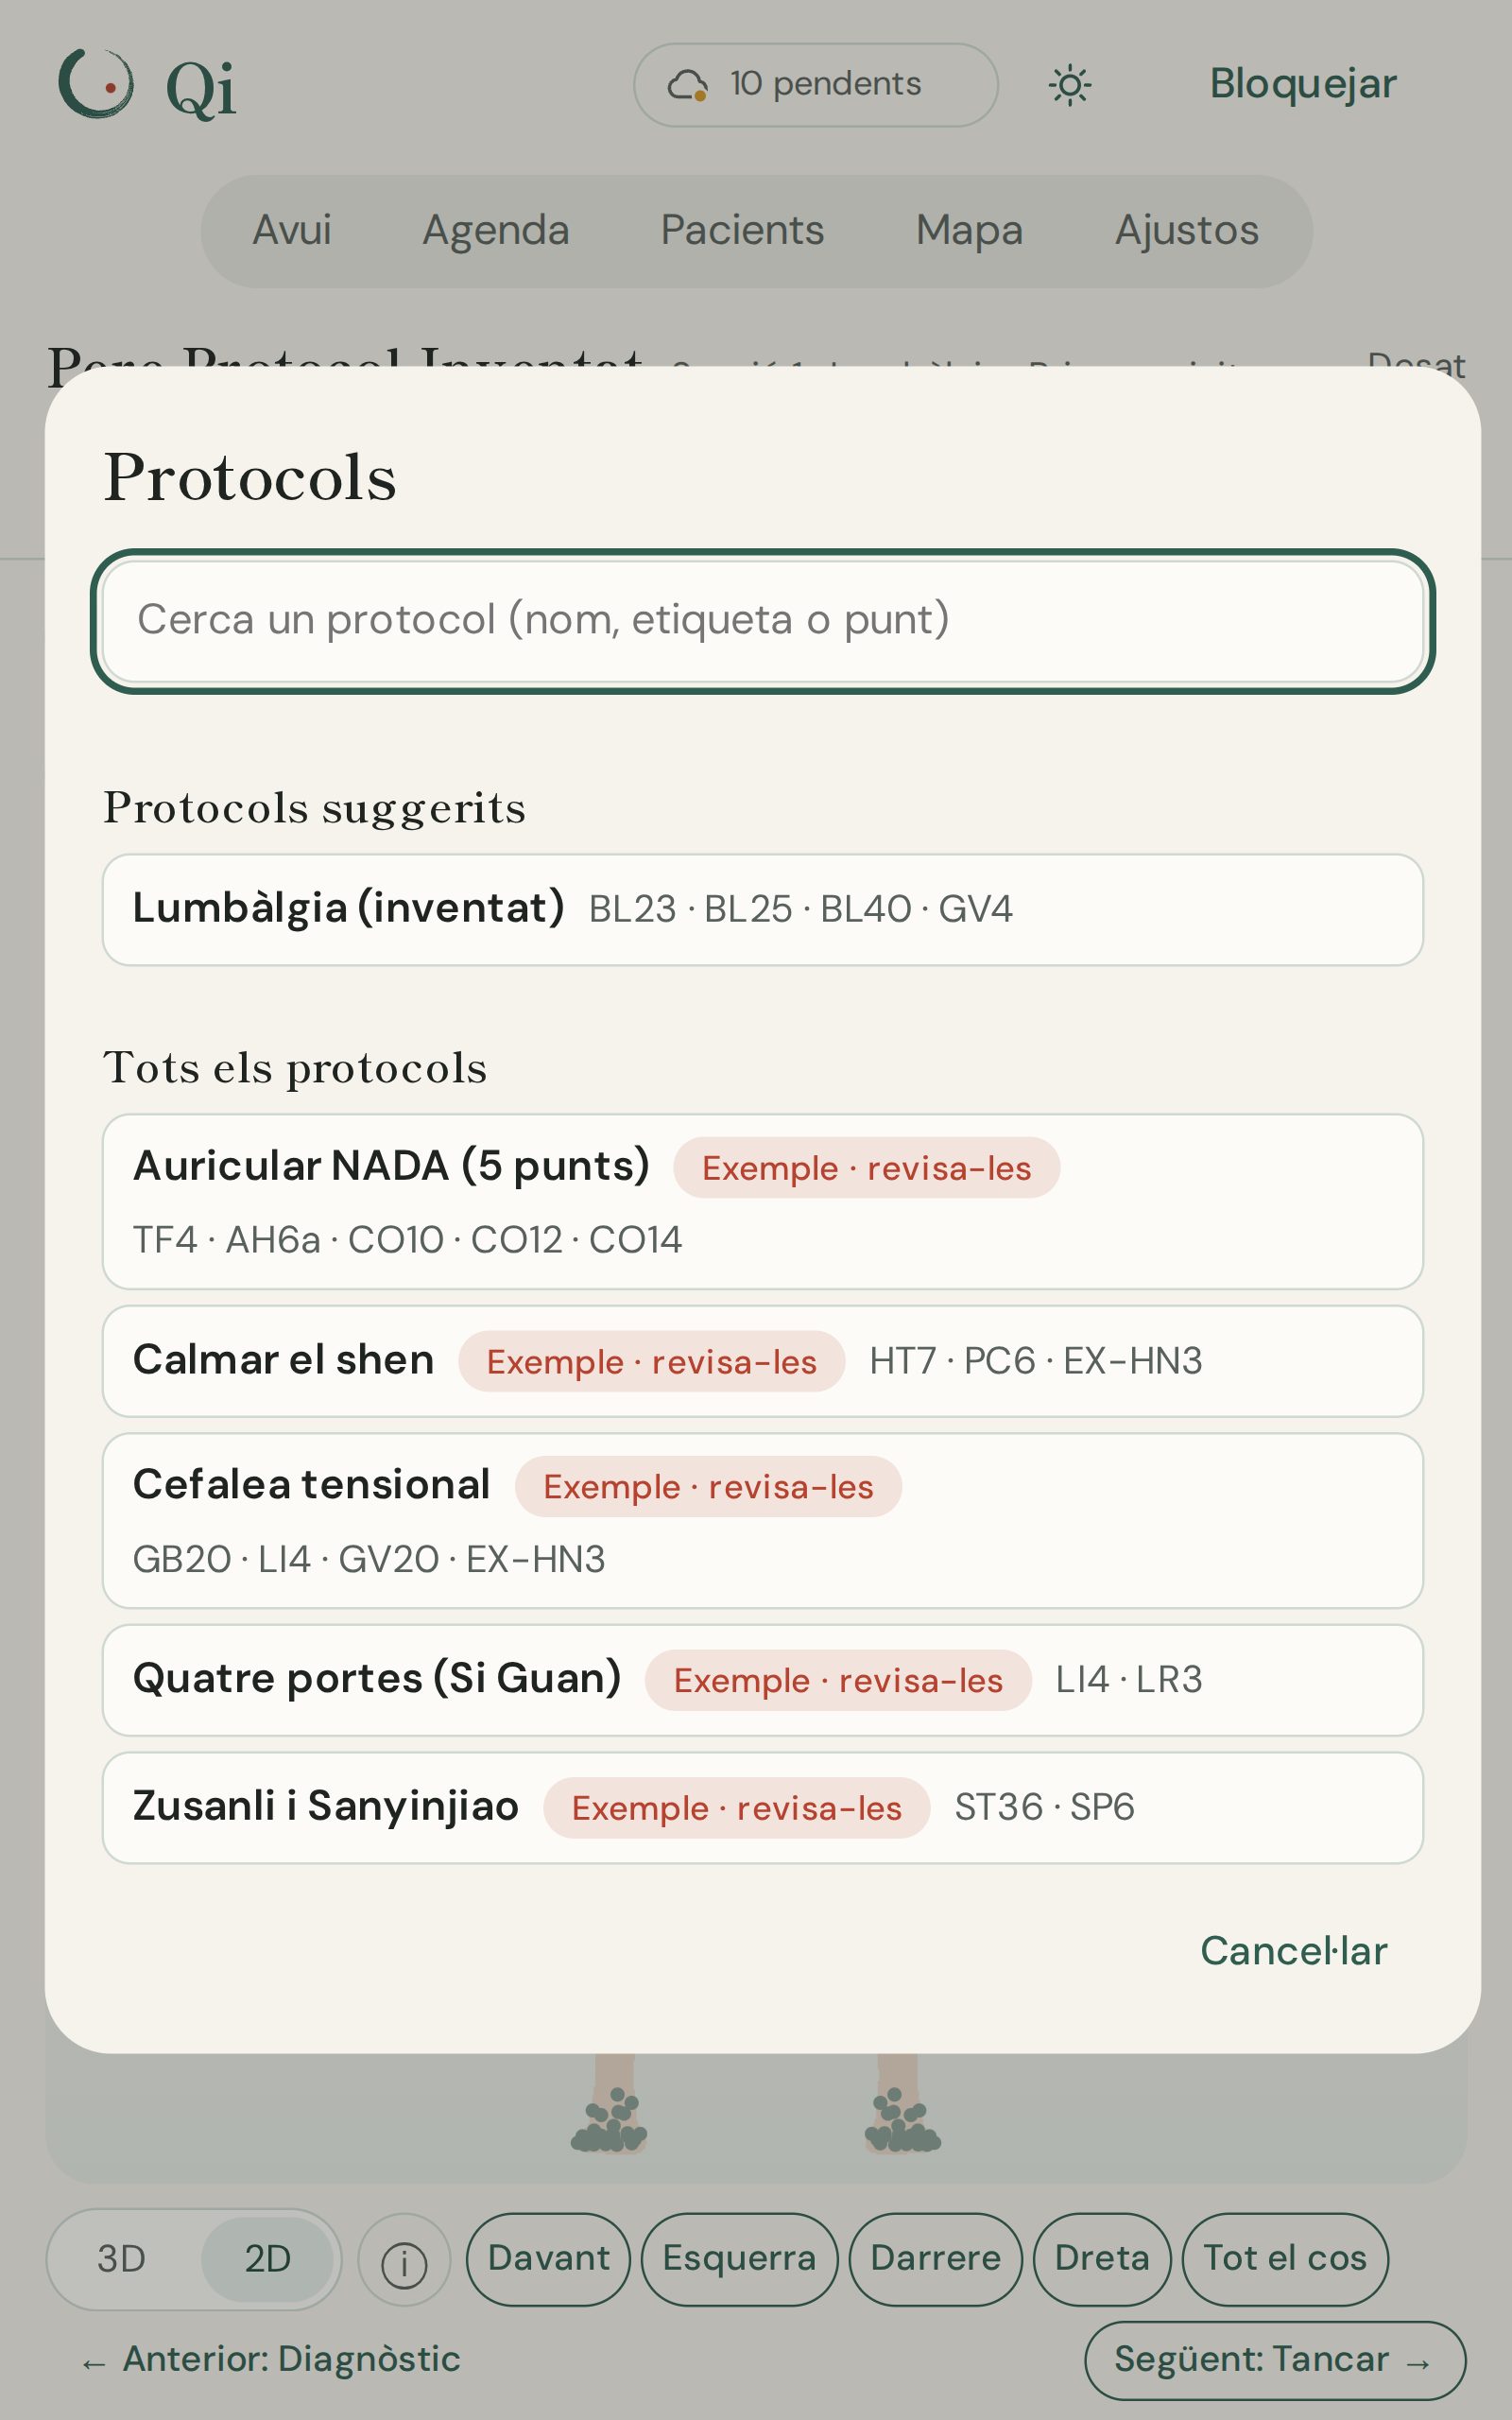 Qi
10 pendents
Bloquejar
Avui Agenda Pacients Mapa Ajustos
Pere Protocol Inventat
Desat
Protocols
Cerca un protocol (nom, etiqueta o punt)
Protocols suggerits
Lumbàlgia (inventat) BL23 · BL25 · BL40 · GV4
Tots els protocols
Auricular NADA (5 punts) Exemple · revisa-les
TF4 · AH6a · CO10 · CO12 · CO14
Calmar el shen Exemple · revisa-les HT7 · PC6 · EX-HN3
Cefalea tensional Exemple · revisa-les
GB20 · LI4 · GV20 · EX-HN3
Quatre portes (Si Guan) Exemple · revisa-les LI4 · LR3
Zusanli i Sanyinjiao Exemple · revisa-les ST36 · SP6
Cancel·lar
3D 2D i Davant Esquerra Darrere Dreta Tot el cos
← Anterior: Diagnòstic
Següent: Tancar →